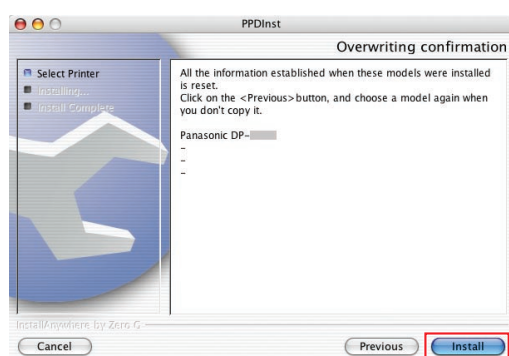 PPDInst
Overwriting confirmation
Select Printer
Installing...
Install Complete
All the information established when these models were installed
is reset.
Click on the <Previous>button, and choose a model again when
you don't copy it.
Panasonic DP-
-
-
-
InstallAnywhere by Zero G
Cancel
Previous
Install